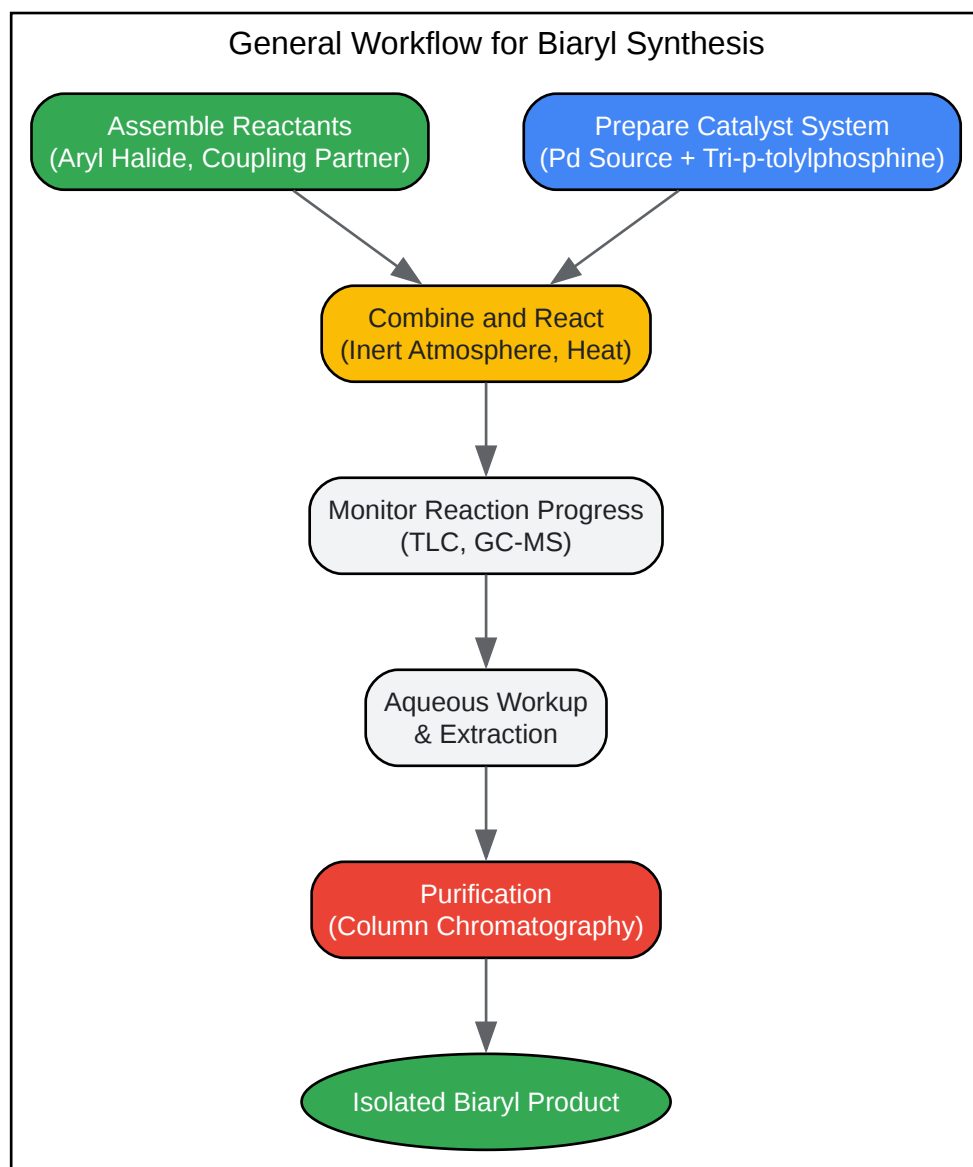 General Workflow for Biaryl Synthesis
Assemble Reactants
(Aryl Halide, Coupling Partner)
Prepare Catalyst System
(Pd Source + Tri-p-tolylphosphine)
Combine and React
(Inert Atmosphere, Heat)
Monitor Reaction Progress
(TLC, GC-MS)
Aqueous Workup
& Extraction
Purification
(Column Chromatography)
Isolated Biaryl Product